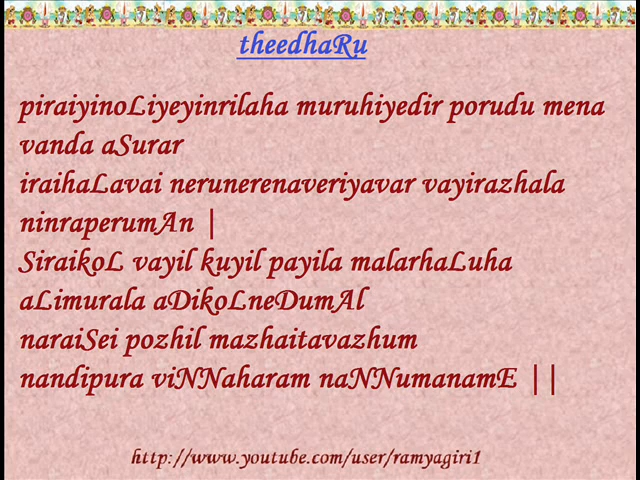 theedhaRu
piraiyinoLiyeyinrilaha muruhiyedir porudu mena
vanda aSurar
iraihaLavai nerunerenaveriyavar vayirazhala
ninraperumAn |
SiraikoL vayil kuyil payila malarhaLuha
aLimurala aDikoLneDumAl
naraiSei pozhil mazhaitavazhum
nandipura viNNaharam naNNumanamE ||
http://www.youtube.com/user/ramyagiri1